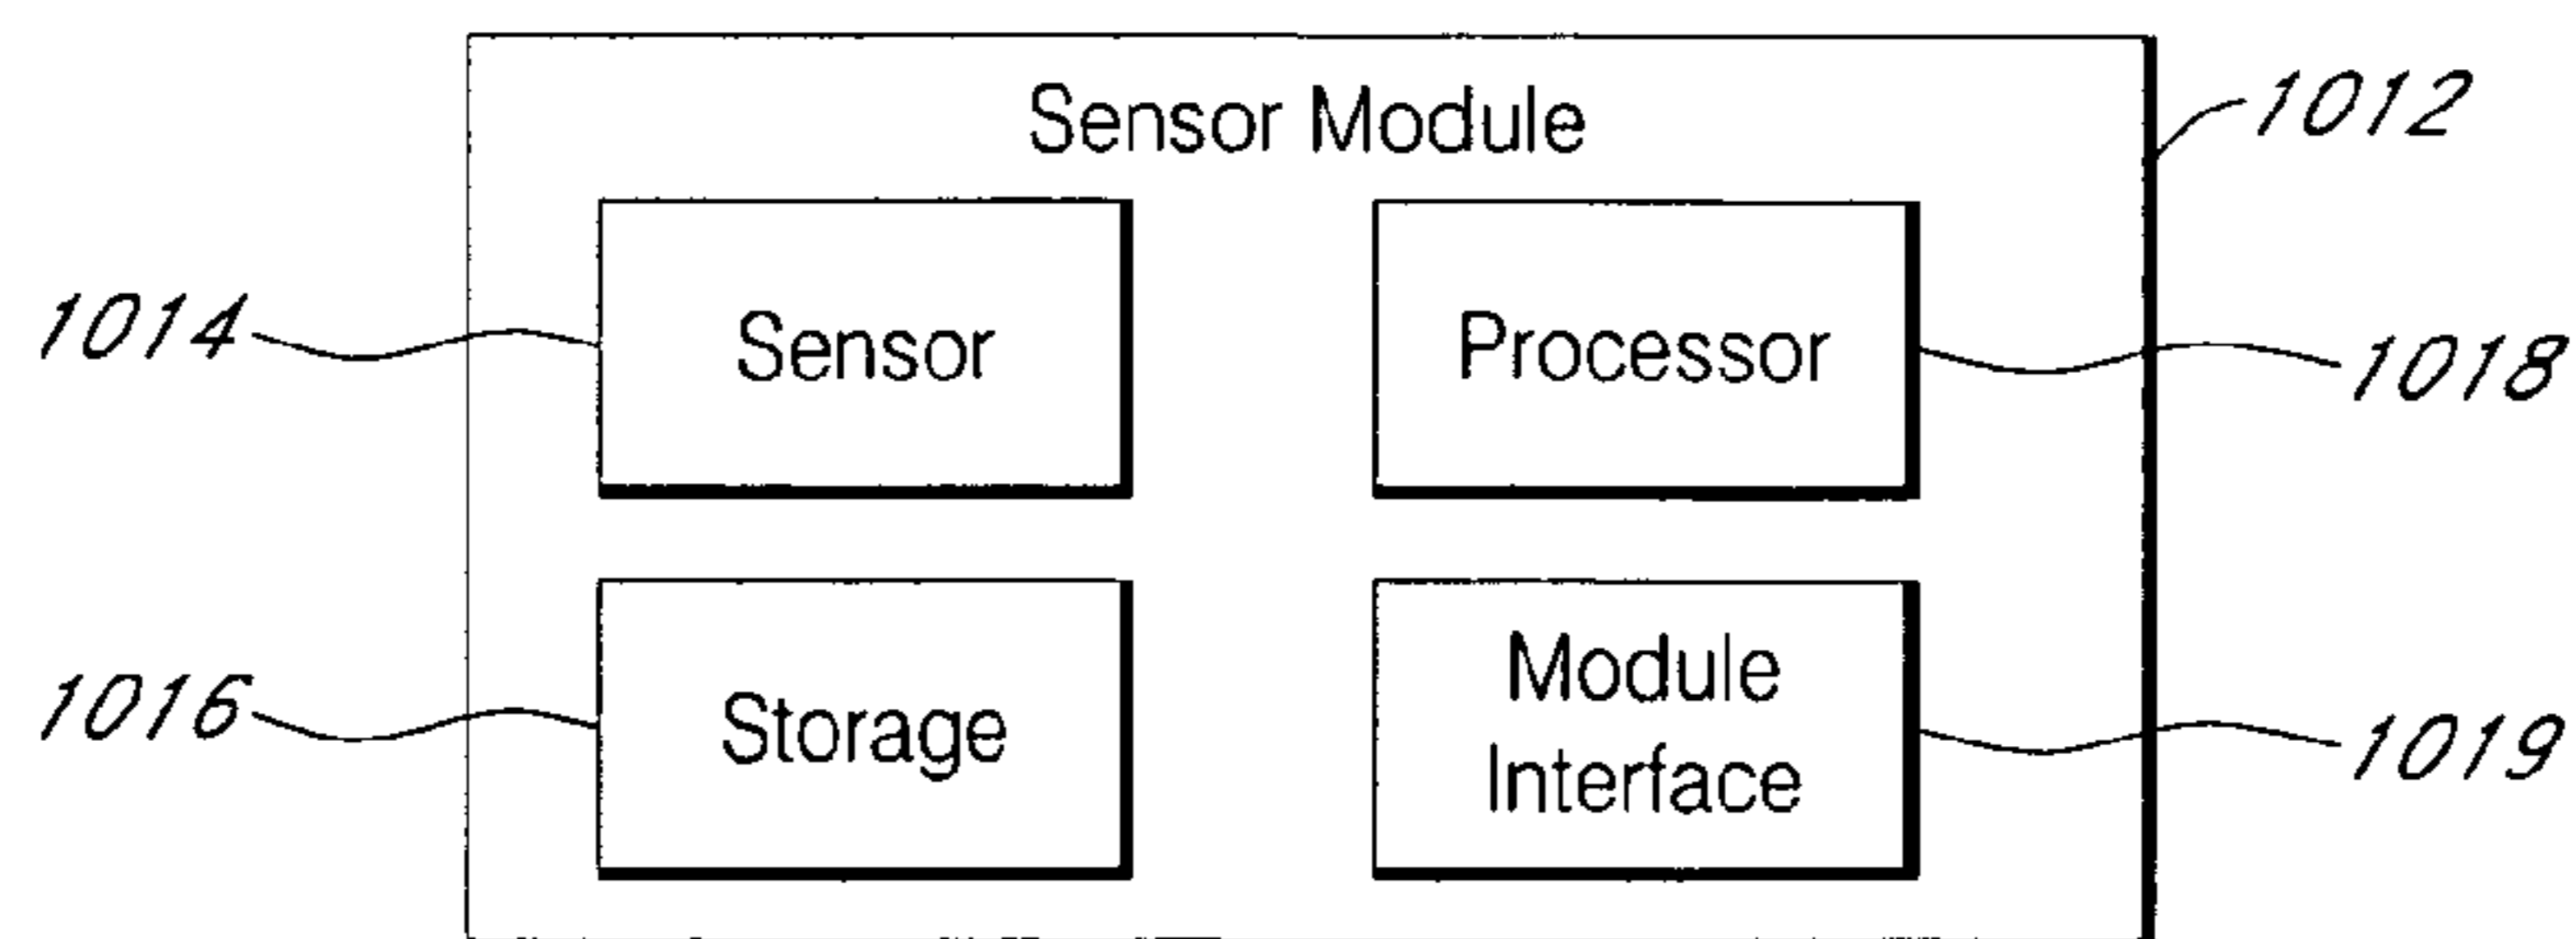 Sensor Module
1012
1014
Sensor
Processor
1018
1016
Storage
Module
Interface
1019